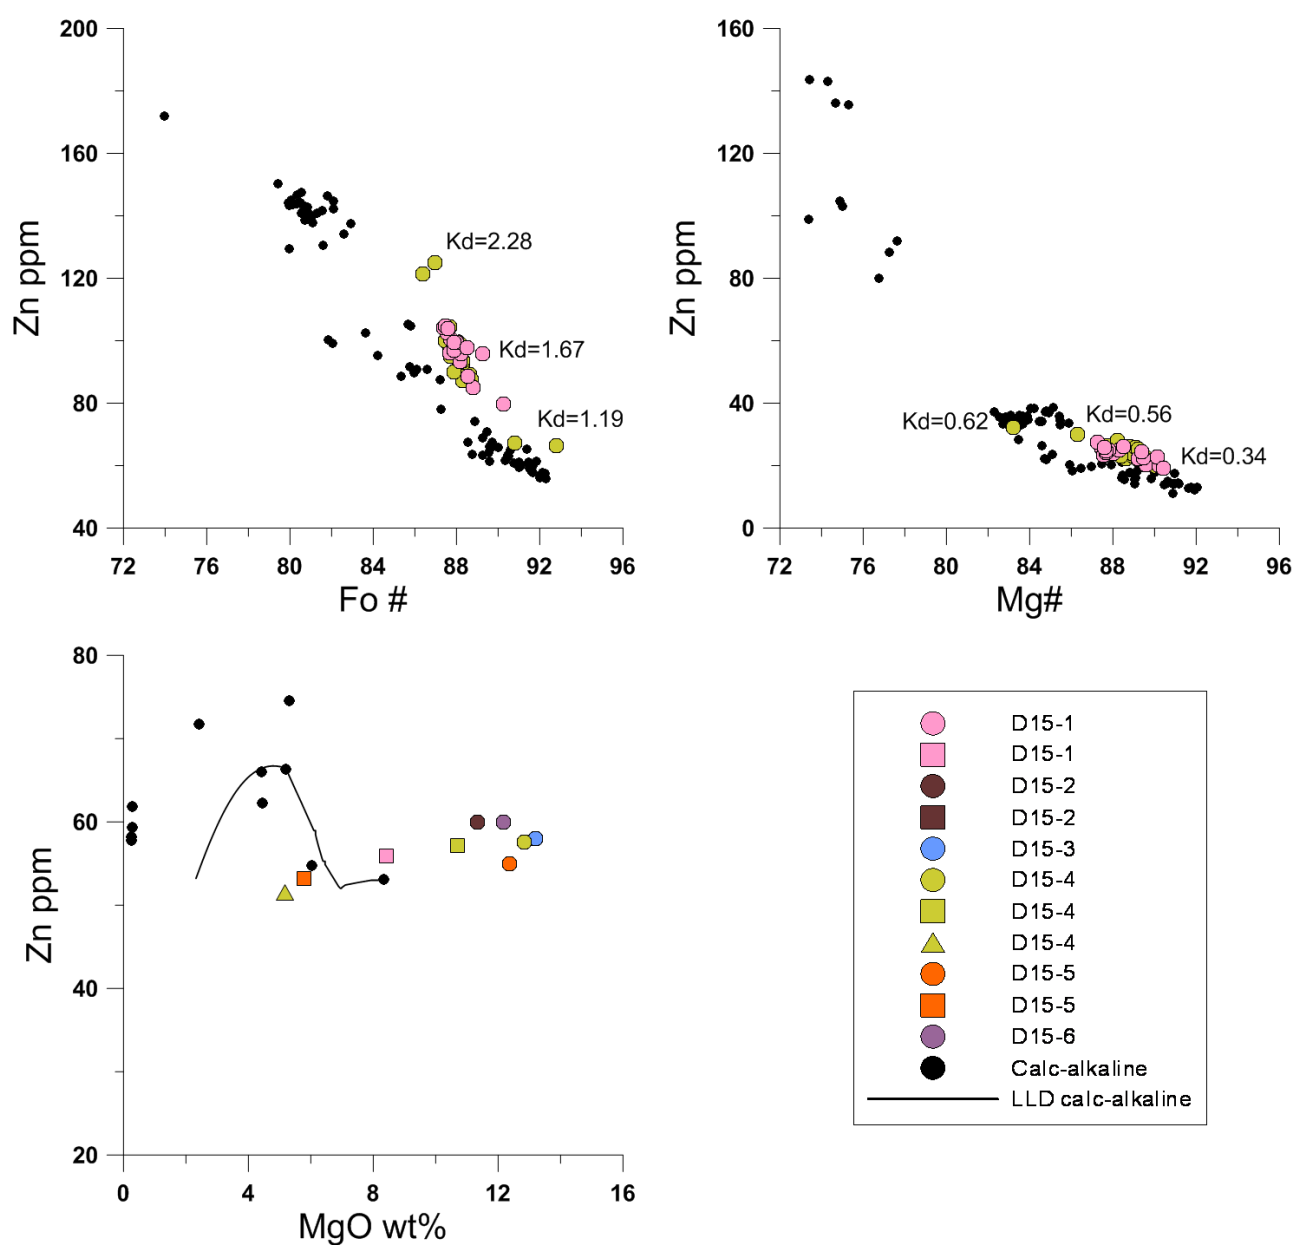 200
160
120
80
40
Zn ppm
72 76 80 84 88 92 96
Fo #
Kd=2.28
Kd=1.67
Kd=1.19
160
120
80
40
0
Zn ppm
72 76 80 84 88 92 96
Mg#
Kd=0.62
Kd=0.56
Kd=0.34
80
60
40
20
Zn ppm
0 4 8 12 16
MgO wt%
D15-1
D15-1
D15-2
D15-2
D15-3
D15-4
D15-4
D15-4
D15-5
D15-5
D15-6
Calc-alkaline
LLD calc-alkaline